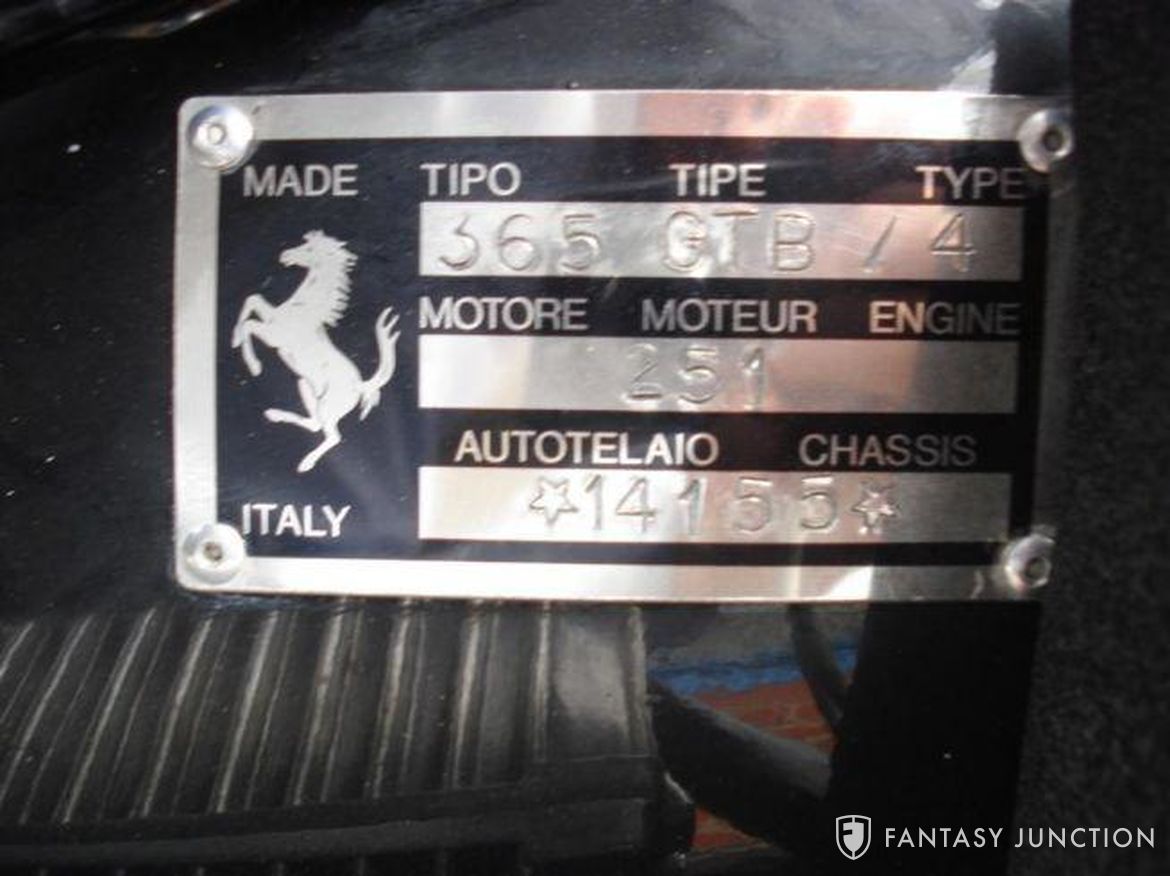 MADE TIPO TIPE TYPE
365 GTB / 4
MOTORE MOTEUR ENGINE
251
AUTOTELAIO CHASSIS
☆14155☆
ITALY
FANTASY JUNCTION